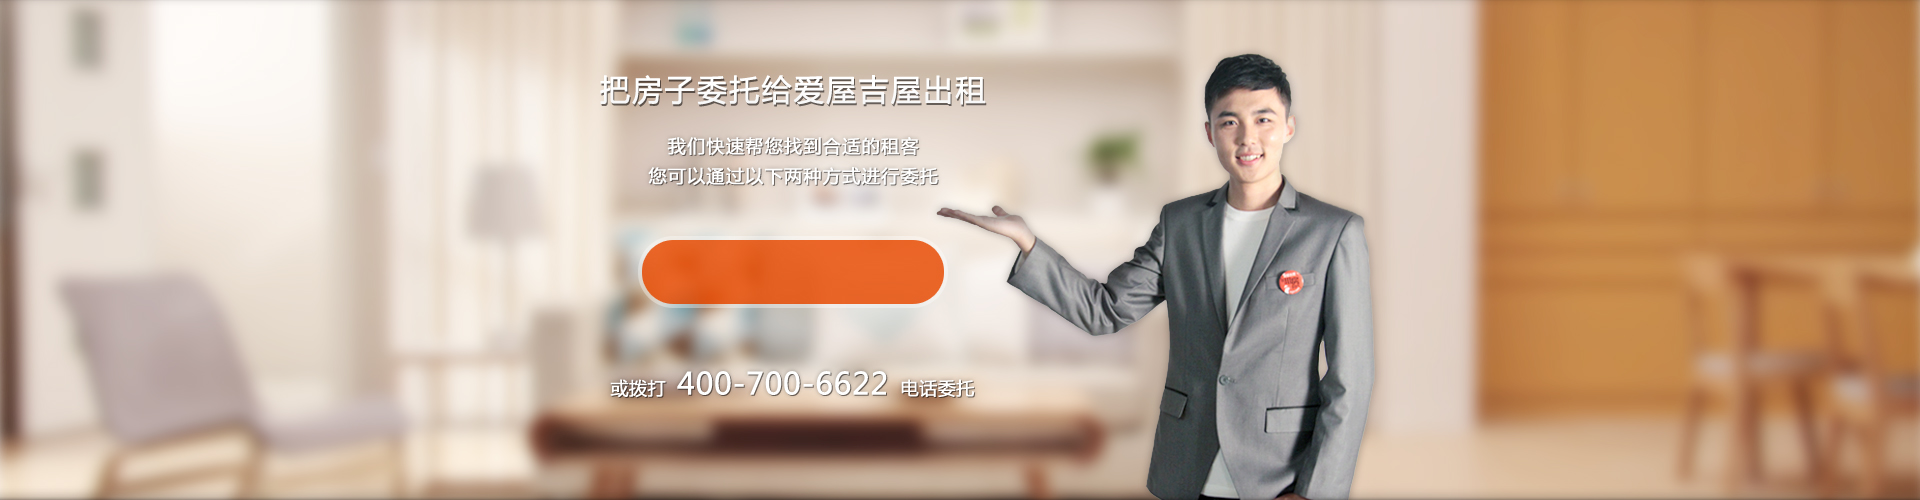 把房子委托给爱屋吉屋出租
我们快速帮您找到合适的租客
您可以通过以下两种方式进行委托
或拨打 400-700-6622 电话委托